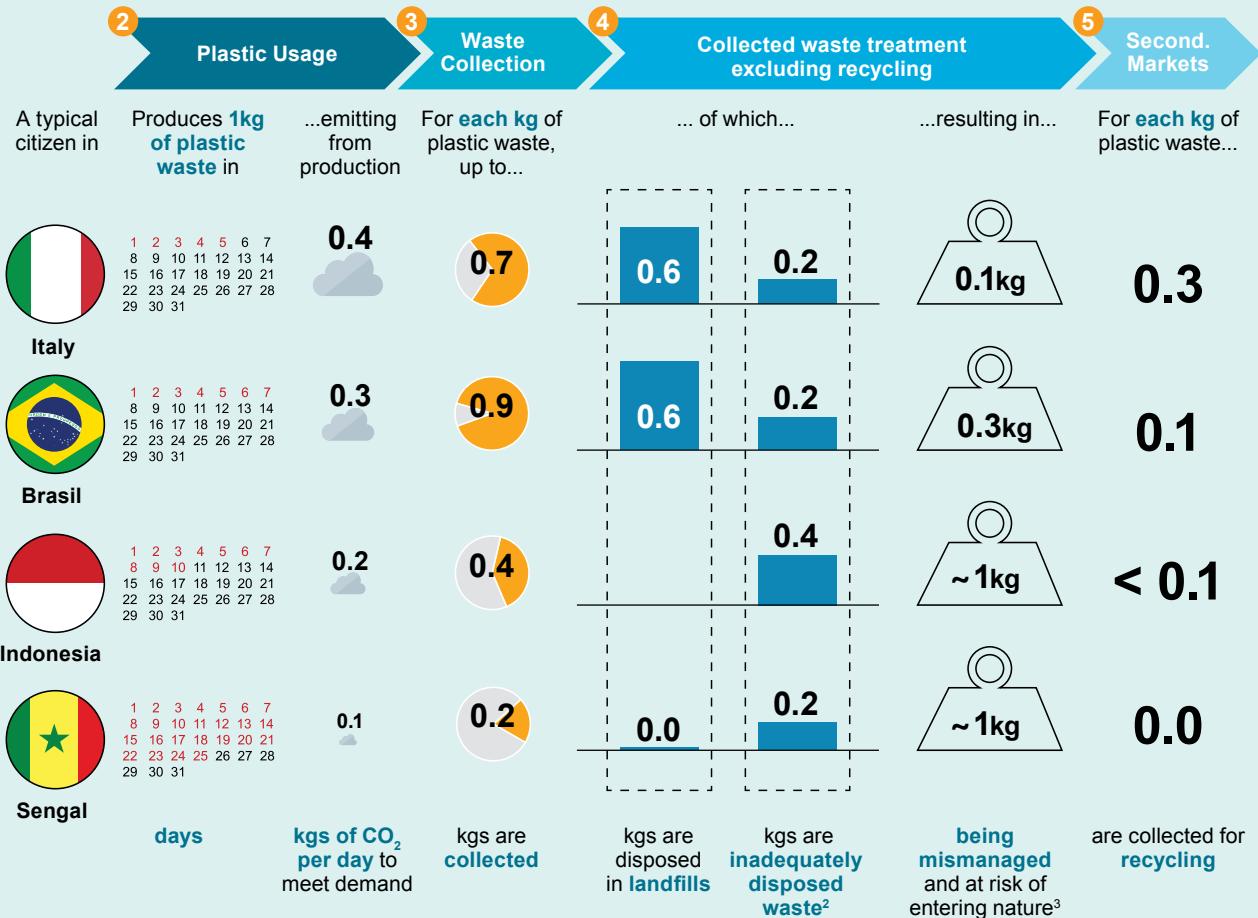 2
Plastic Usage
3
Waste
Collection
4
Collected waste treatment
excluding recycling
5
Second.
Markets
A typical
citizen in
Produces 1kg
of plastic
waste in
...emitting
from
production
For each kg of
plastic waste,
up to...
... of which...
...resulting in...
For each kg of
plastic waste...
1 2 3 4 5 6 7
8 9 10 11 12 13 14
15 16 17 18 19 20 21
22 23 24 25 26 27 28
29 30 31
0.4
0.7
0.6
0.2
0.1kg
0.3
Italy
1 2 3 4 5 6 7
8 9 10 11 12 13 14
15 16 17 18 19 20 21
22 23 24 25 26 27 28
29 30 31
0.3
0.9
0.6
0.2
0.3kg
0.1
Brasil
1 2 3 4 5 6 7
8 9 10 11 12 13 14
15 16 17 18 19 20 21
22 23 24 25 26 27 28
29 30 31
0.2
0.4
0.4
~ 1kg
< 0.1
Indonesia
1 2 3 4 5 6 7
8 9 10 11 12 13 14
15 16 17 18 19 20 21
22 23 24 25 26 27 28
29 30 31
0.1
0.2
0.0
0.2
~1kg
0.0
Sengal
days
kgs of CO₂
per day to
meet demand
kgs are
collected
kgs are
disposed
in landfills
kgs are
inadequately
disposed
waste²
being
mismanaged
and at risk of
entering nature³
are collected for
recycling